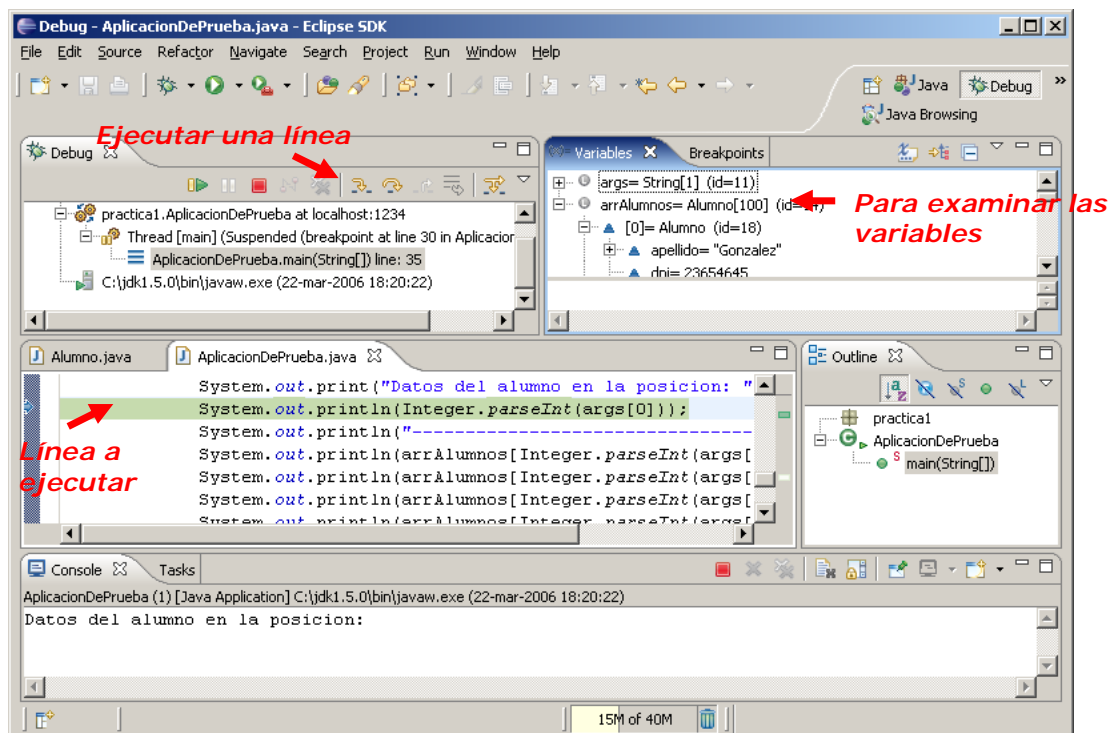 Debug - AplicacionDePrueba.java - Eclipse SDK
File Edit Source Refactor Navigate Search Project Run Window Help
Java
Debug
»
Java Browsing
Ejecutar una línea
Debug
practica1.AplicacionDePrueba at localhost:1234
Thread [main] (Suspended (breakpoint at line 30 in Aplicacion
AplicacionDePrueba.main(String[]) line: 35
C:\jdk1.5.0\bin\javaw.exe (22-mar-2006 18:20:22)
Variables
Breakpoints
args= String[1] (id=11)
arrAlumnos= Alumno[100]
[0]= Alumno (id=18)
apellido= "Gonzalez"
dni= 23654645
Para examinar las
variables
Alumno.java
AplicacionDePrueba.java
System.out.print("Datos del alumno en la posicion: "
System.out.println(Integer.parseInt(args[0]));
System.out.println("--------------------------------
System.out.println(arrAlumnos[Integer.parseInt(args[
System.out.println(arrAlumnos[Integer.parseInt(args[
System.out.println(arrAlumnos[Integer.parseInt(args[
System.out.println(arrAlumnos[Integer.parseInt(args[
Línea a
ejecutar
Outline
practica1
AplicacionDePrueba
main(String[])
Console
Tasks
AplicacionDePrueba (1) [Java Application] C:\jdk1.5.0\bin\javaw.exe (22-mar-2006 18:20:22)
Datos del alumno en la posicion:
15M of 40M